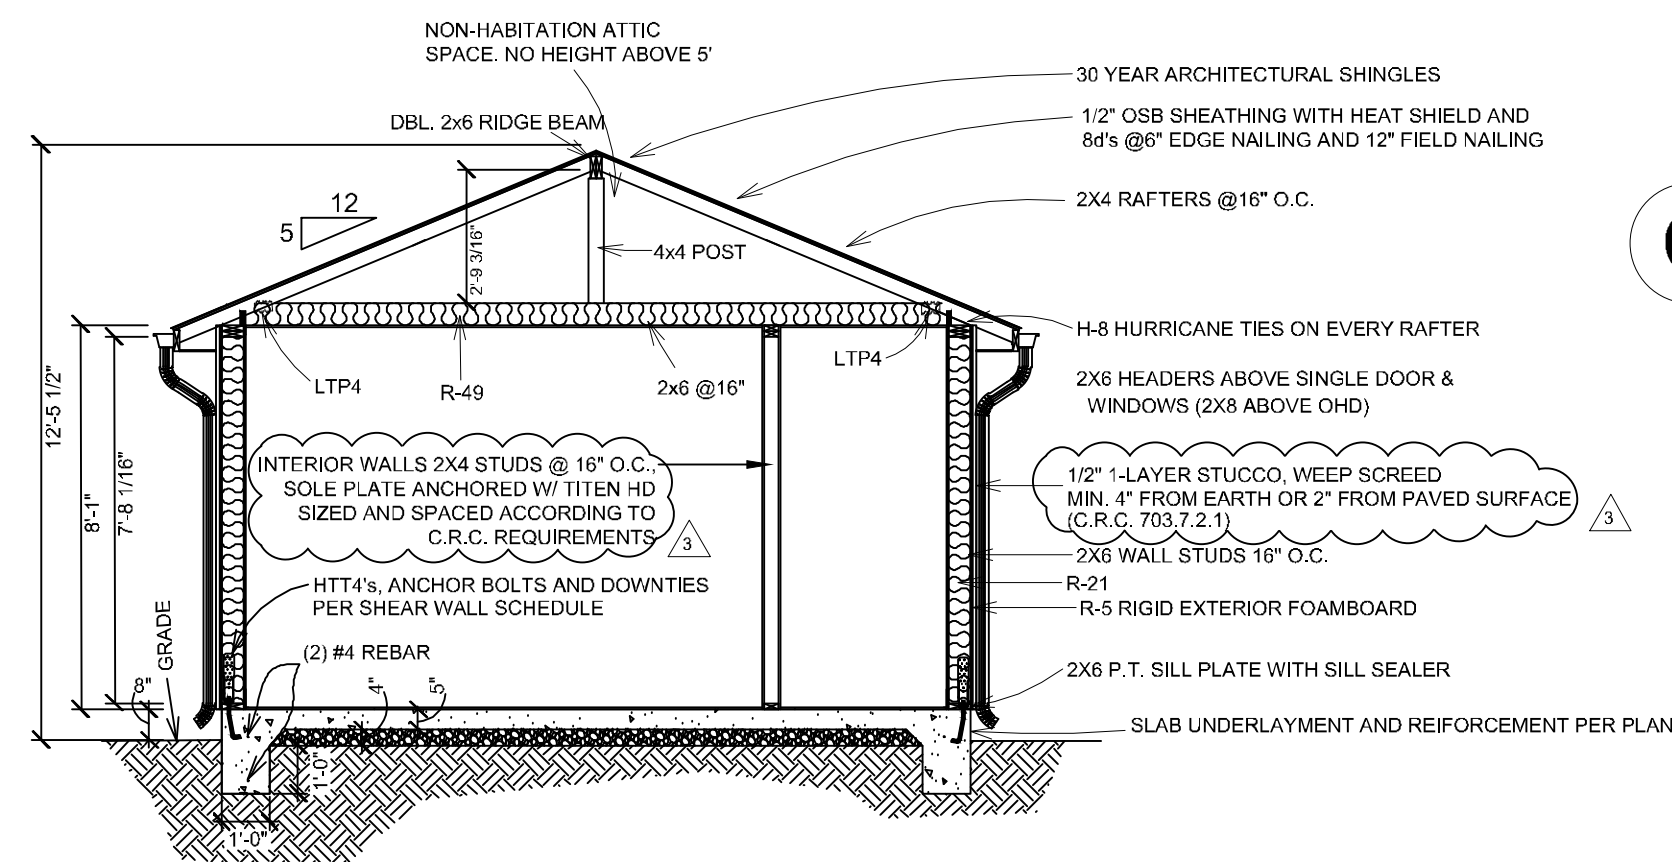 NON-HABITATION ATTIC
SPACE. NO HEIGHT ABOVE 5'
30 YEAR ARCHITECTURAL SHINGLES
DBL. 2x6 RIDGE BEAM
1/2" OSB SHEATHING WITH HEAT SHIELD AND
8d's @6" EDGE NAILING AND 12" FIELD NAILING
2X4 RAFTERS @16" O.C.
12
5
4x4 POST
2'-9 3/16"
H-8 HURRICANE TIES ON EVERY RAFTER
LTP4
R-49
2x6 @16"
LTP4
2X6 HEADERS ABOVE SINGLE DOOR &
WINDOWS (2X8 ABOVE OHD)
12'-5 1/2"
8'-1"
7'-8 1/16"
INTERIOR WALLS 2X4 STUDS @ 16" O.C.,
SOLE PLATE ANCHORED W/ TITEN HD
SIZED AND SPACED ACCORDING TO
C.R.C. REQUIREMENTS
3
1/2" 1-LAYER STUCCO, WEEP SCREED
MIN. 4" FROM EARTH OR 2" FROM PAVED SURFACE
(C.R.C. 703.7.2.1)
3
2X6 WALL STUDS 16" O.C.
R-21
R-5 RIGID EXTERIOR FOAMBOARD
HTT4's, ANCHOR BOLTS AND DOWNTIES
PER SHEAR WALL SCHEDULE
(2) #4 REBAR
GRADE
8"
4"
5"
2X6 P.T. SILL PLATE WITH SILL SEALER
SLAB UNDERLAYMENT AND REIFORCEMENT PER PLAN
1'-0"
1'-0"